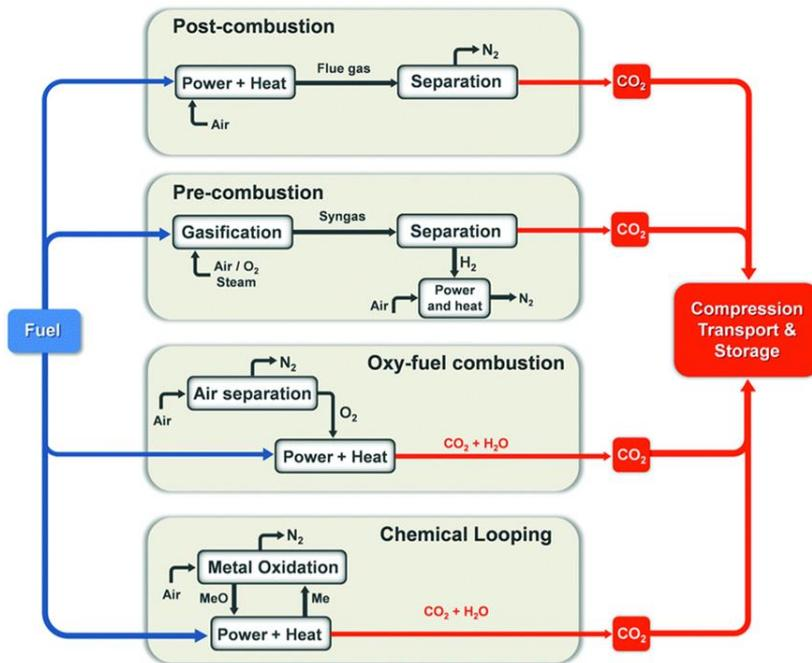 Post-combustion
N₂
Flue gas
Power + Heat
Separation
CO₂
Air
Pre-combustion
Syngas
Gasification
Separation
CO₂
Air / O₂
Steam
H₂
Air
Power
and heat
N₂
Fuel
Compression
Transport &
Storage
Oxy-fuel combustion
N₂
Air separation
Air
O₂
CO₂ + H₂O
Power + Heat
CO₂
Chemical Looping
N₂
Metal Oxidation
Air
MeO
Me
CO₂ + H₂O
Power + Heat
CO₂